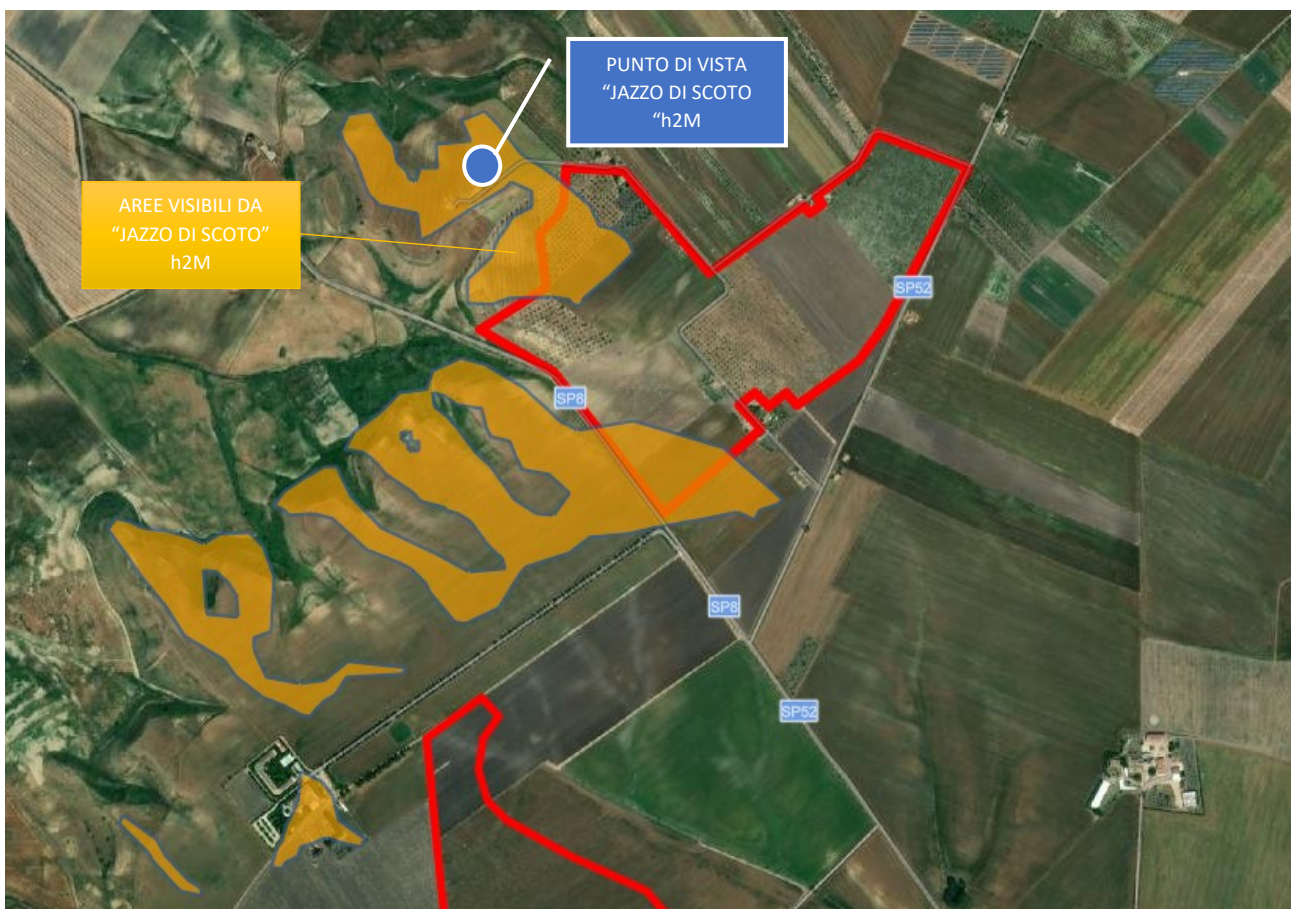 PUNTO DI VISTA
“JAZZO DI SCOTO
“h2M
AREE VISIBILI DA
“JAZZO DI SCOTO”
h2M
SP52
SP8
SP8
SP52